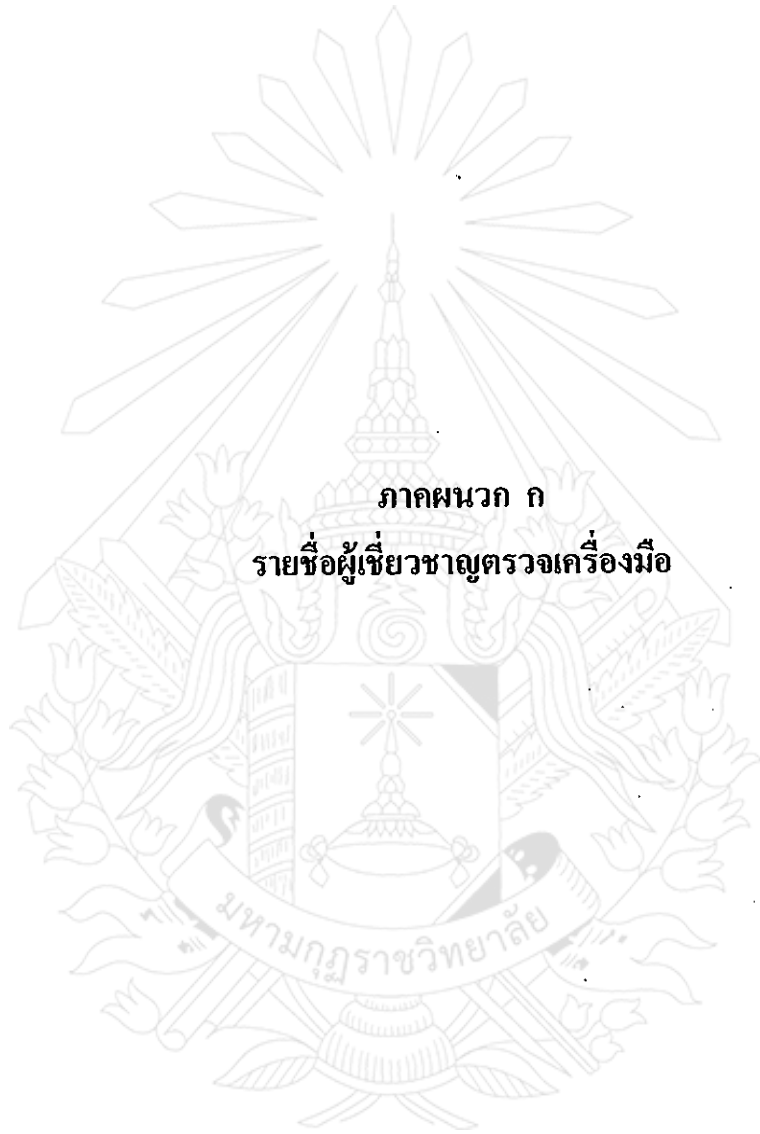 ภาคผนวก ก
รายชื่อผู้เชี่ยวชาญตรวจเครื่องมือ
มหามกุฏราชวิทยาลัย